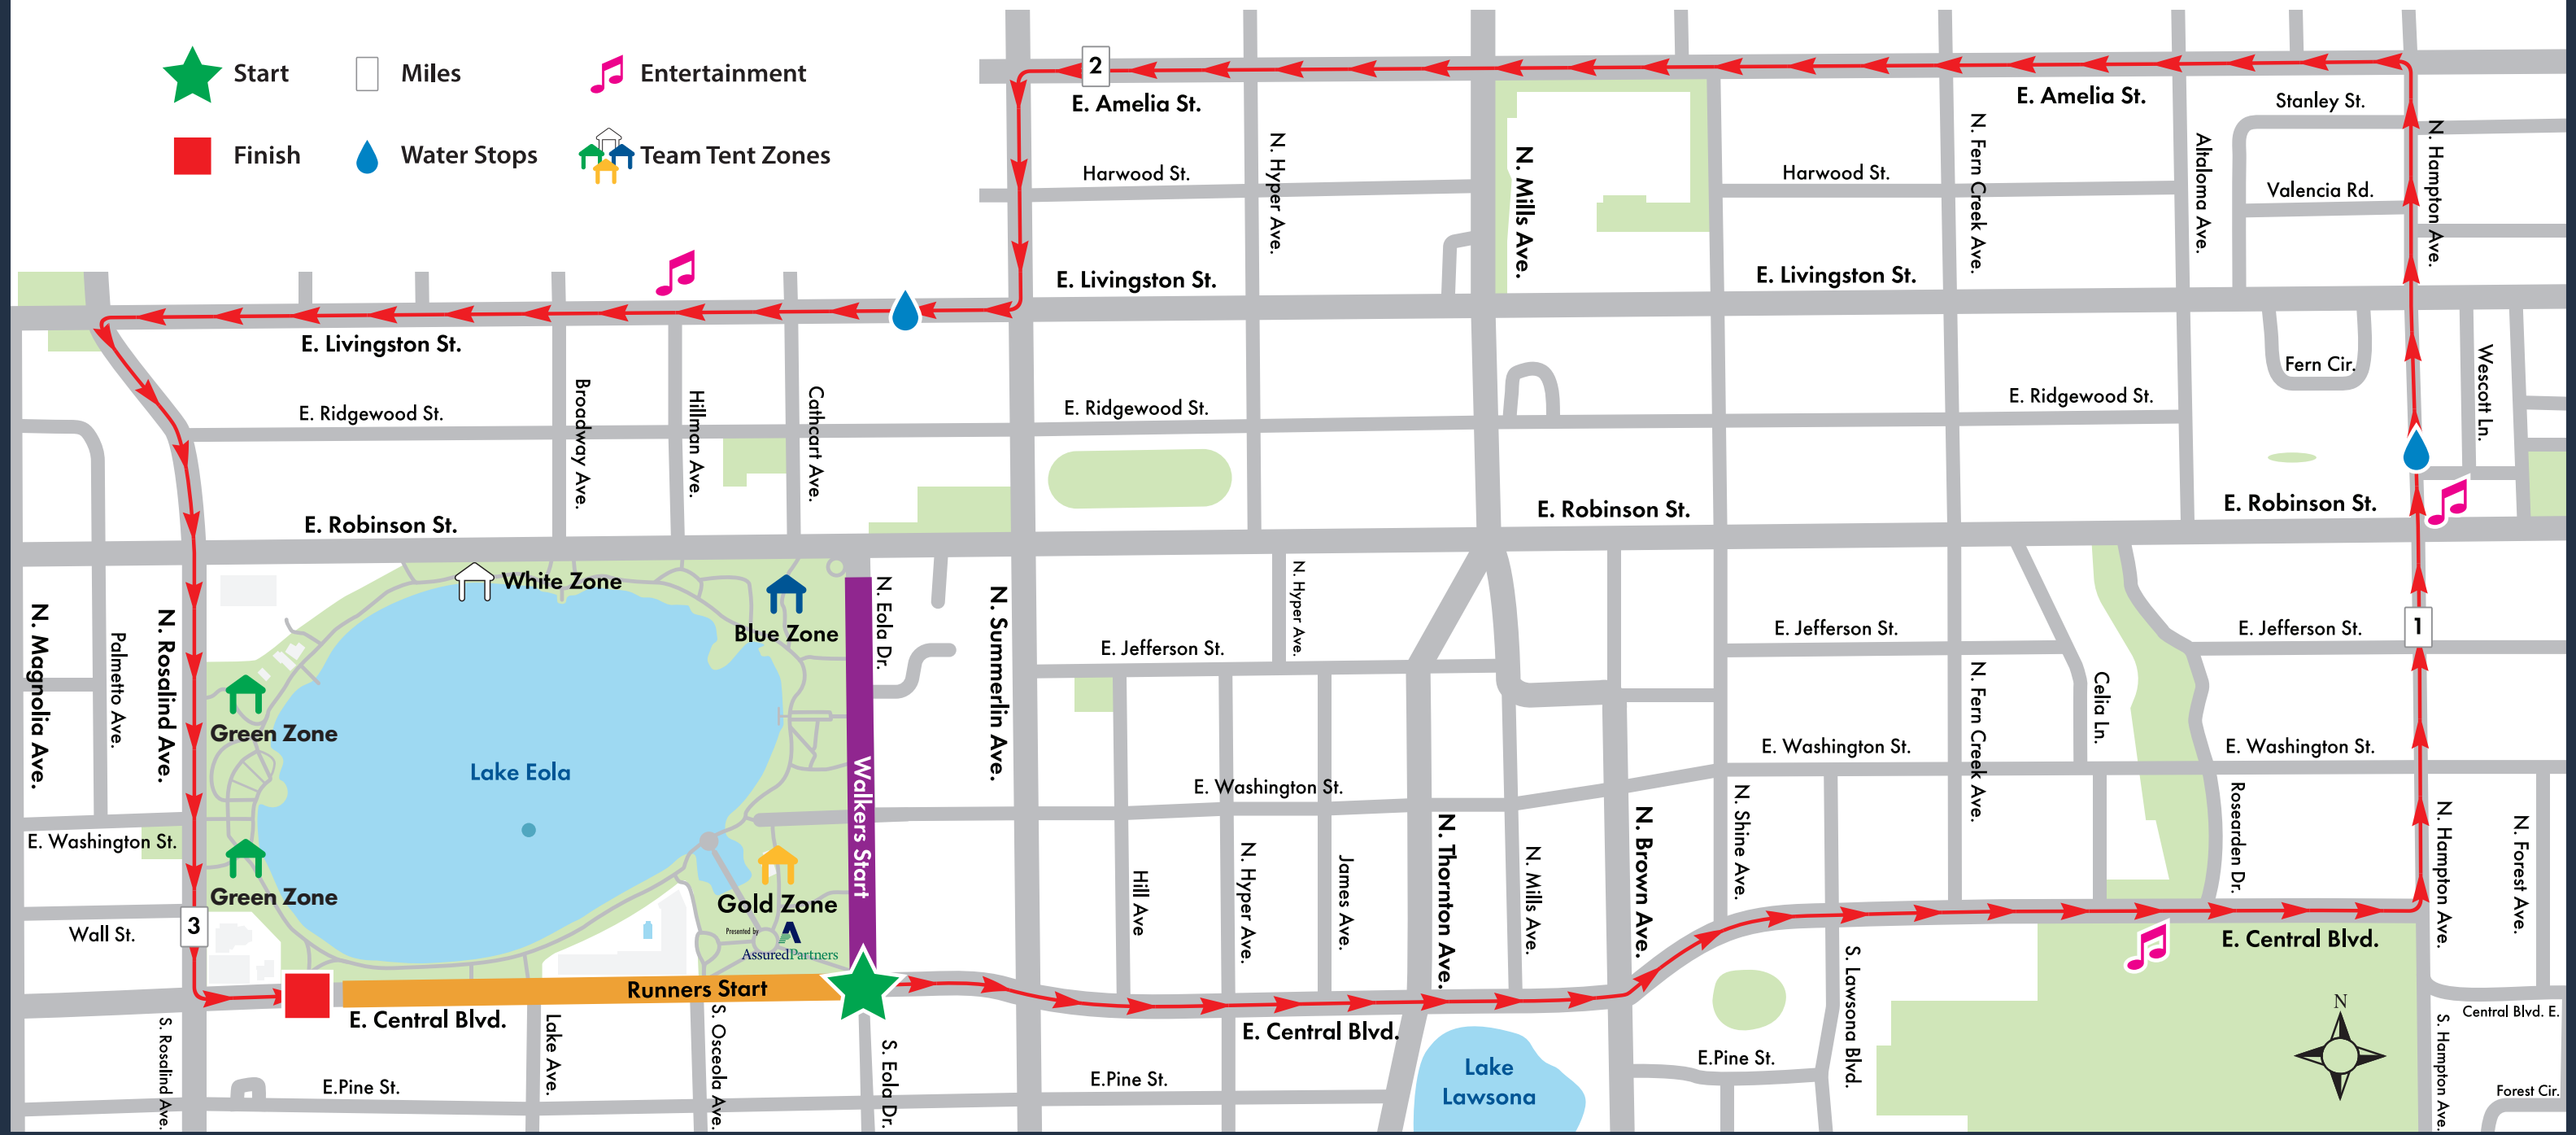 Start
Miles
Entertainment
Finish
Water Stops
Team Tent Zones
2
E. Amelia St.
E. Amelia St.
Stanley St.
N. Hyper Ave.
N. Mills Ave.
N. Fern Creek Ave.
Altaloma Ave.
N. Hampton Ave.
Harwood St.
Harwood St.
Valencia Rd.
E. Livingston St.
E. Livingston St.
E. Livingston St.
Fern Cir.
Wescott Ln.
E. Ridgewood St.
Broadway Ave.
Hillman Ave.
Cathcart Ave.
E. Ridgewood St.
E. Ridgewood St.
E. Robinson St.
E. Robinson St.
E. Robinson St.
White Zone
Blue Zone
N. Eola Dr.
N. Summerlin Ave.
N. Hyper Ave.
N. Magnolia Ave.
Palmetto Ave.
N. Rosalind Ave.
E. Jefferson St.
E. Jefferson St.
E. Jefferson St.
1
Green Zone
Lake Eola
Walkers Start
N. Fern Creek Ave.
Celia Ln.
E. Washington St.
E. Washington St.
E. Washington St.
E. Washington St.
Green Zone
Gold Zone
Presented by
AssuredPartners
Hill Ave
N. Hyper Ave.
James Ave.
N. Thornton Ave.
N. Mills Ave.
N. Brown Ave.
N. Shine Ave.
Rosearden Dr.
N. Hampton Ave.
N. Forest Ave.
3
Wall St.
E. Central Blvd.
Runners Start
E. Central Blvd.
E. Central Blvd.
S. Rosalind Ave.
Lake Ave.
S. Osceola Ave.
S. Eola Dr.
S. Lawsona Blvd.
N
Central Blvd. E.
S. Hampton Ave.
E.Pine St.
E.Pine St.
E.Pine St.
Lake
Lawsona
Forest Cir.